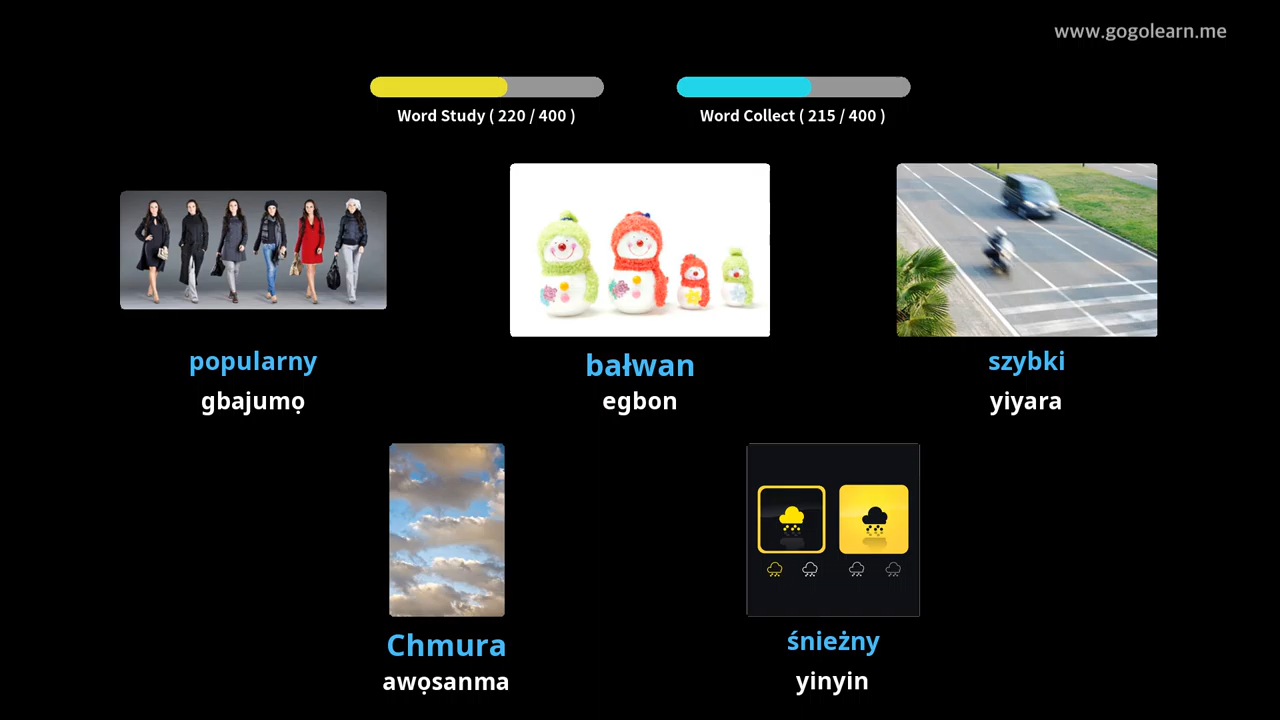 www.gogolearn.me
Word Study ( 220 / 400 )
Word Collect ( 215 / 400 )
popularny
gbajumọ
bałwan
egbon
szybki
yiyara
Chmura
awọsanma
śnieżny
yinyin